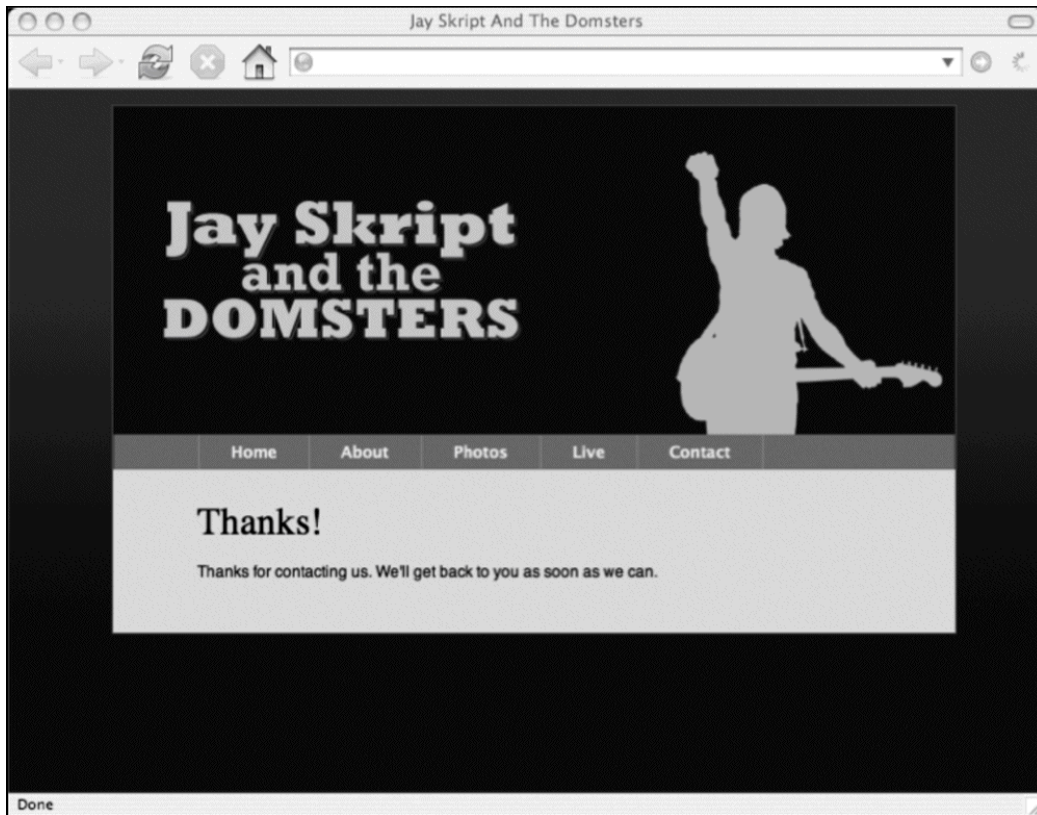 Jay Skript And The Domsters
Jay Skript
and the
DOMSTERS
Home About Photos Live Contact
Thanks!
Thanks for contacting us. We'll get back to you as soon as we can.
Done